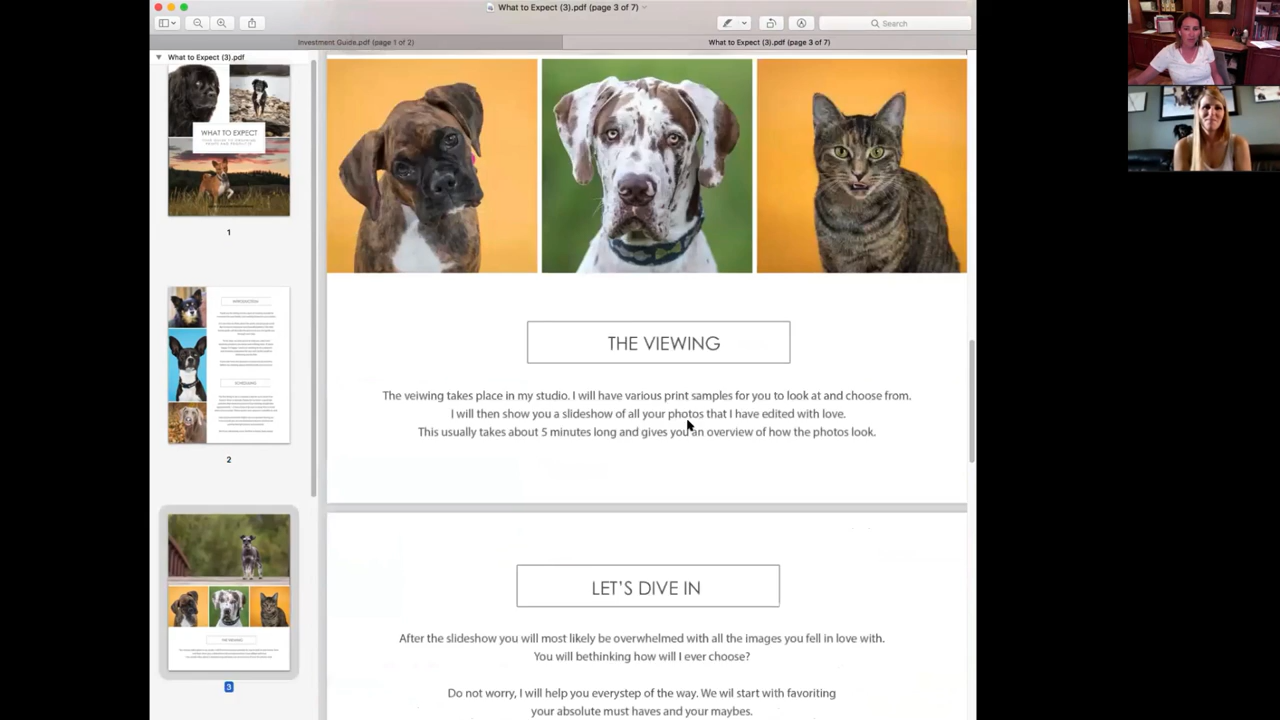 What to Expect (3).pdf (page 3 of 7)
Search
Investment Guide.pdf (page 1 of 2)
What to Expect (3).pdf (page 3 of 7)
What to Expect (3).pdf
WHAT TO EXPECT
1
INTRODUCTION
SCHEDULING
2
THE VIEWING
3
THE VIEWING
The veiwing takes place in my studio. I will have various print samples for you to look at and choose from.
I will then show you a slideshow of all your photos that I have edited with love.
This usually takes about 5 minutes long and gives you an overview of how the photos look.
LET'S DIVE IN
After the slideshow you will most likely be overwhelmed with all the images you fell in love with.
You will bethinking how will I ever choose?
Do not worry, I will help you everystep of the way. We wil start with favoriting
your absolute must haves and your maybes.